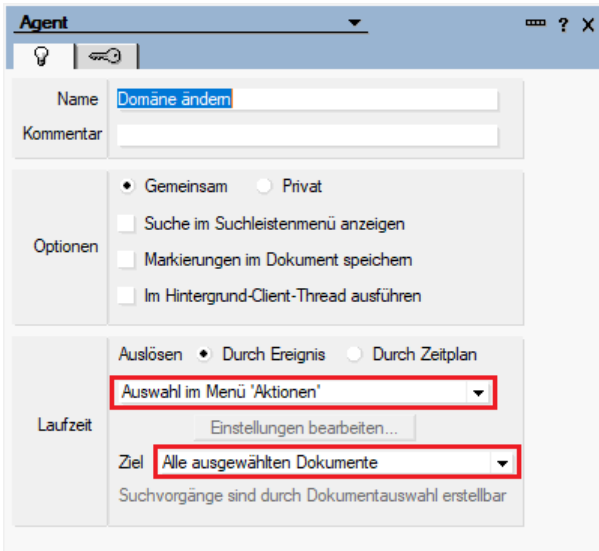 Agent
? X
Name Domäne ändern
Kommentar
Optionen
Gemeinsam Privat
Suche im Suchleistenmenü anzeigen
Markierungen im Dokument speichern
Im Hintergrund-Client-Thread ausführen
Laufzeit
Auslösen Durch Ereignis Durch Zeitplan
Auswahl im Menü 'Aktionen'
Einstellungen bearbeiten...
Ziel Alle ausgewählten Dokumente
Suchvorgänge sind durch Dokumentauswahl erstellbar